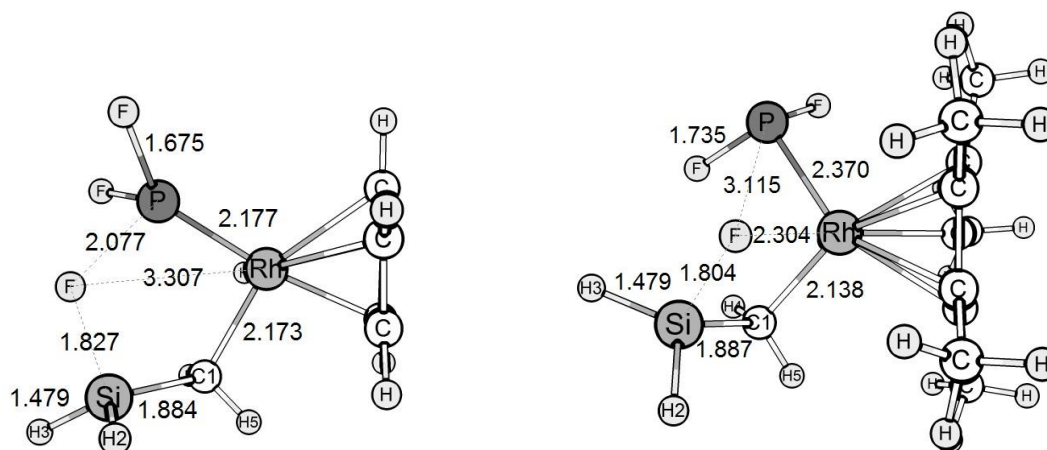 F
1.675
F
P
2.077
2.177
F
3.307
H
Rh
1.827
2.173
1.479
Si
1.884
C1
H3
H2
H5
H
C
H
C
C
H
H
H
H
H
C
H
F
P
1.735
F
2.370
3.115
H
C
H
C
C
F
2.304
Rh
H
1.804
H3
1.479
2.138
C
Si
H4
C1
1.887
H5
H
C
H
H
H
C
H2
H